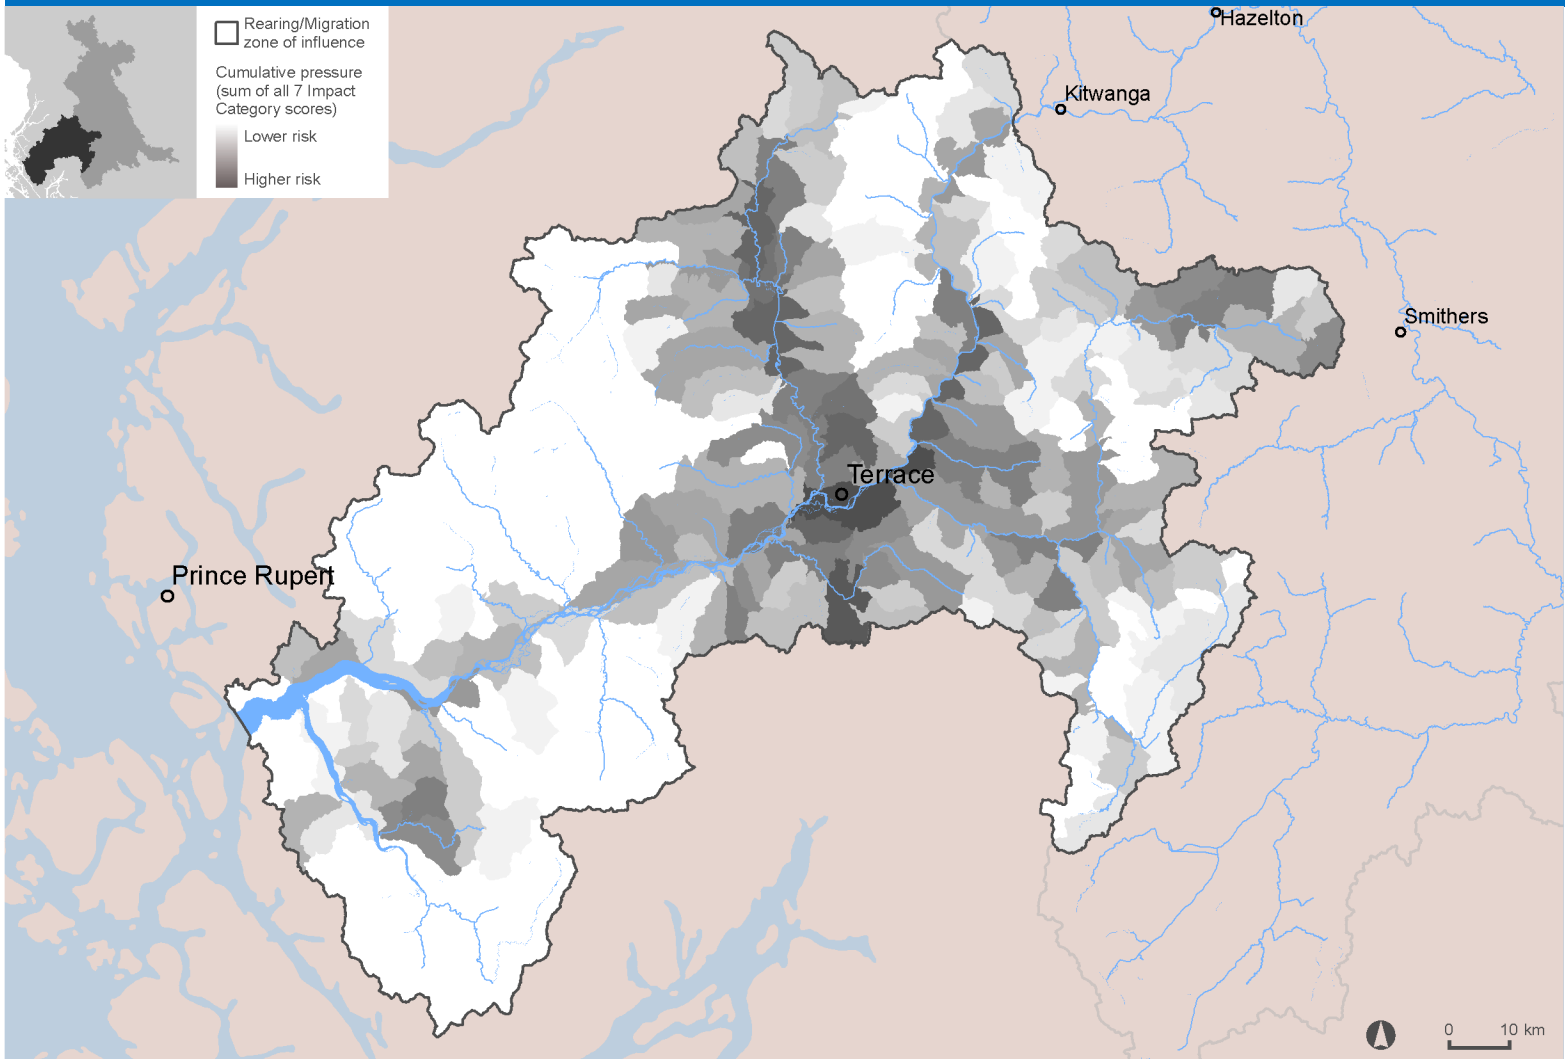 Rearing/Migration
zone of influence
Cumulative pressure
(sum of all 7 Impact
Category scores)
Lower risk
Higher risk
Hazelton
Kitwanga
Smithers
Terrace
Prince Rupert
0 10 km